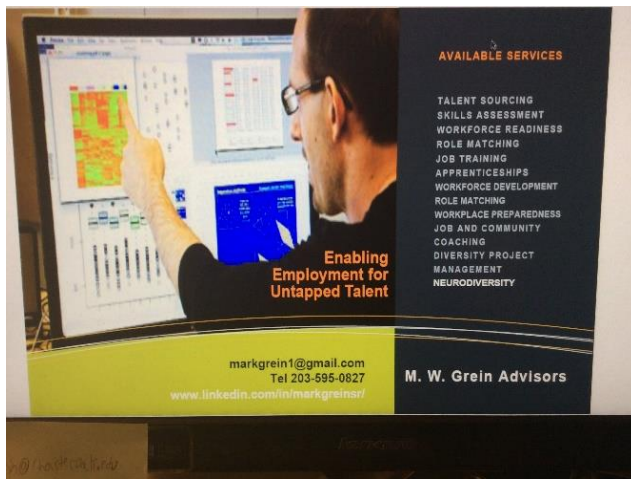 AVAILABLE SERVICES
TALENT SOURCING
SKILLS ASSESSMENT
WORKFORCE READINESS
ROLE MATCHING
JOB TRAINING
APPRENTICESHIPS
WORKFORCE DEVELOPMENT
ROLE MATCHING
WORKPLACE PREPAREDNESS
JOB AND COMMUNITY
COACHING
DIVERSITY PROJECT
MANAGEMENT
NEURODIVERSITY
Enabling
Employment for
Untapped Talent
markgrein1@gmail.com
Tel 203-595-0827
www.linkedin.com/in/markgreinsr/
M. W. Grein Advisors